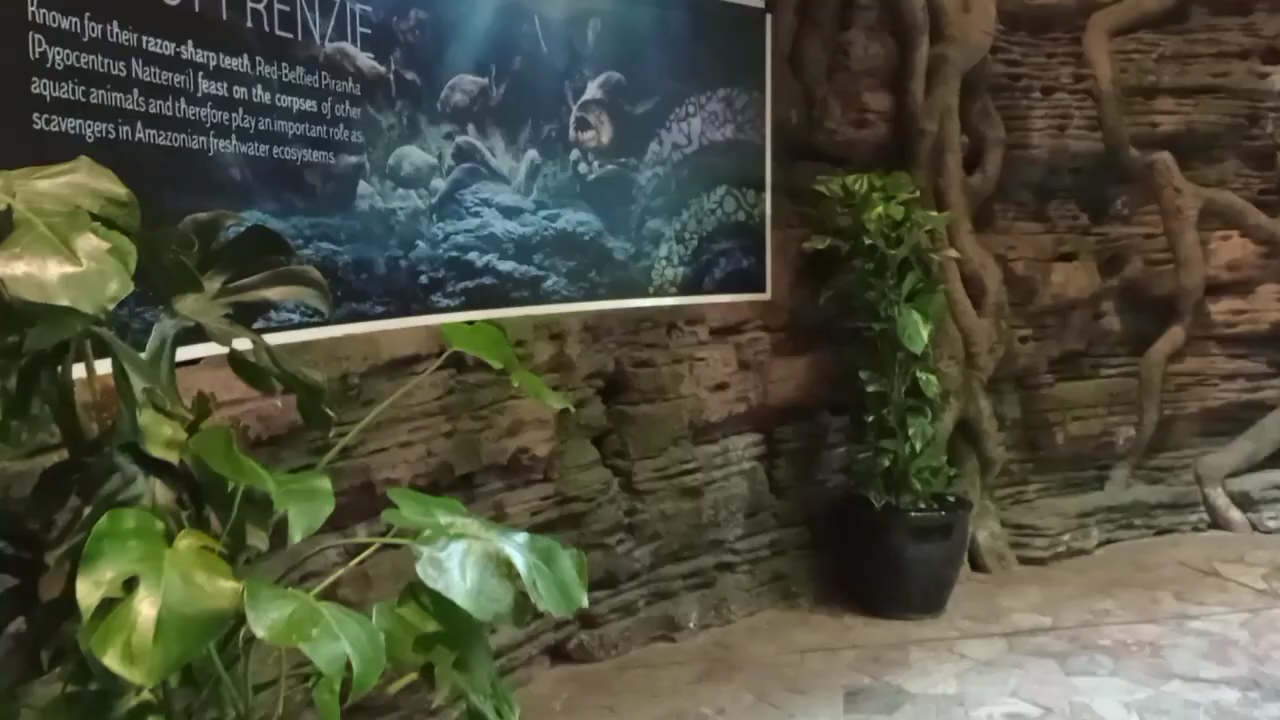 FRENZIE
Known for their razor-sharp teeth, Red-Bellied Piranha
(Pygocentrus Nattereri) feast on the corpses of other
aquatic animals and therefore play an important role as
scavengers in Amazonian freshwater ecosystems.